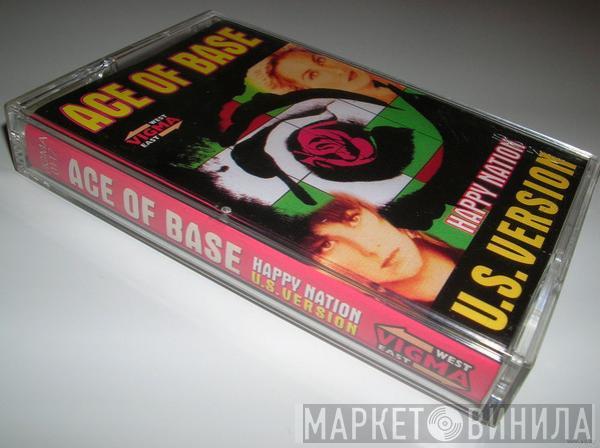 ACE OF BASE
WEST
VIGMA
EAST
HAPPY NATION
U.S. VERSION
ACE OF BASE
HAPPY NATION
U.S. VERSION
WEST
VIGMA
EAST
МАРКЕТ ВИНИЛА